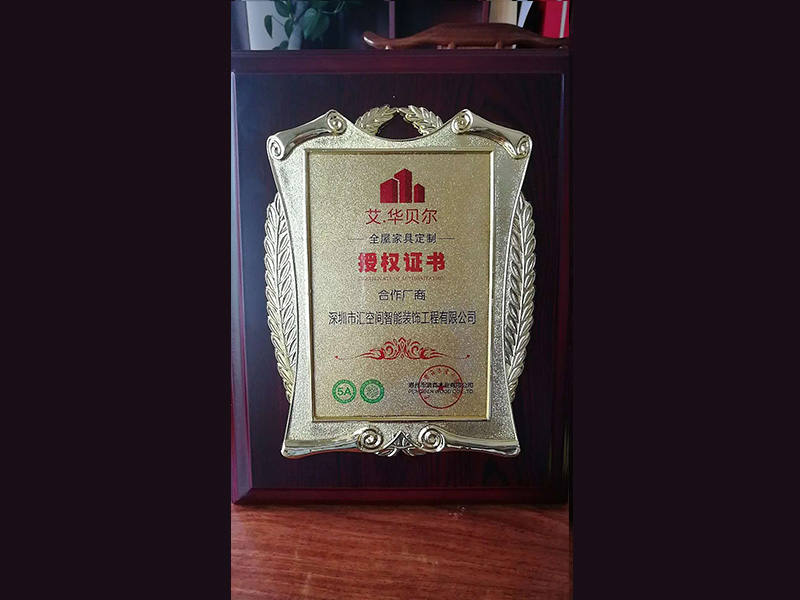 艾.华贝尔
全屋家具定制
授权证书
合作厂商
深圳市汇空间智能装饰工程有限公司
5A